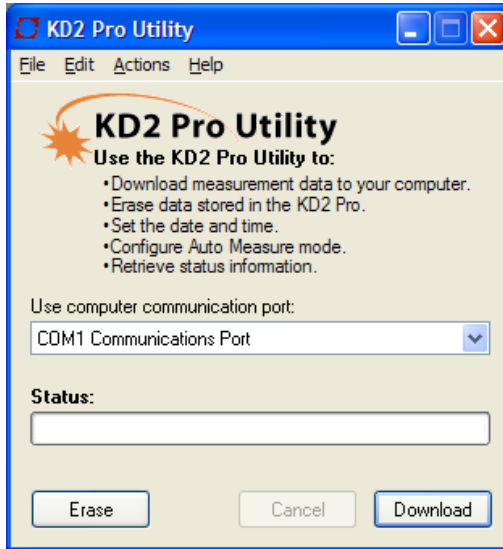 KD2 Pro Utility
File Edit Actions Help
KD2 Pro Utility
Use the KD2 Pro Utility to:
•Download measurement data to your computer.
•Erase data stored in the KD2 Pro.
•Set the date and time.
•Configure Auto Measure mode.
•Retrieve status information.
Use computer communication port:
COM1 Communications Port
Status:
Erase Cancel Download